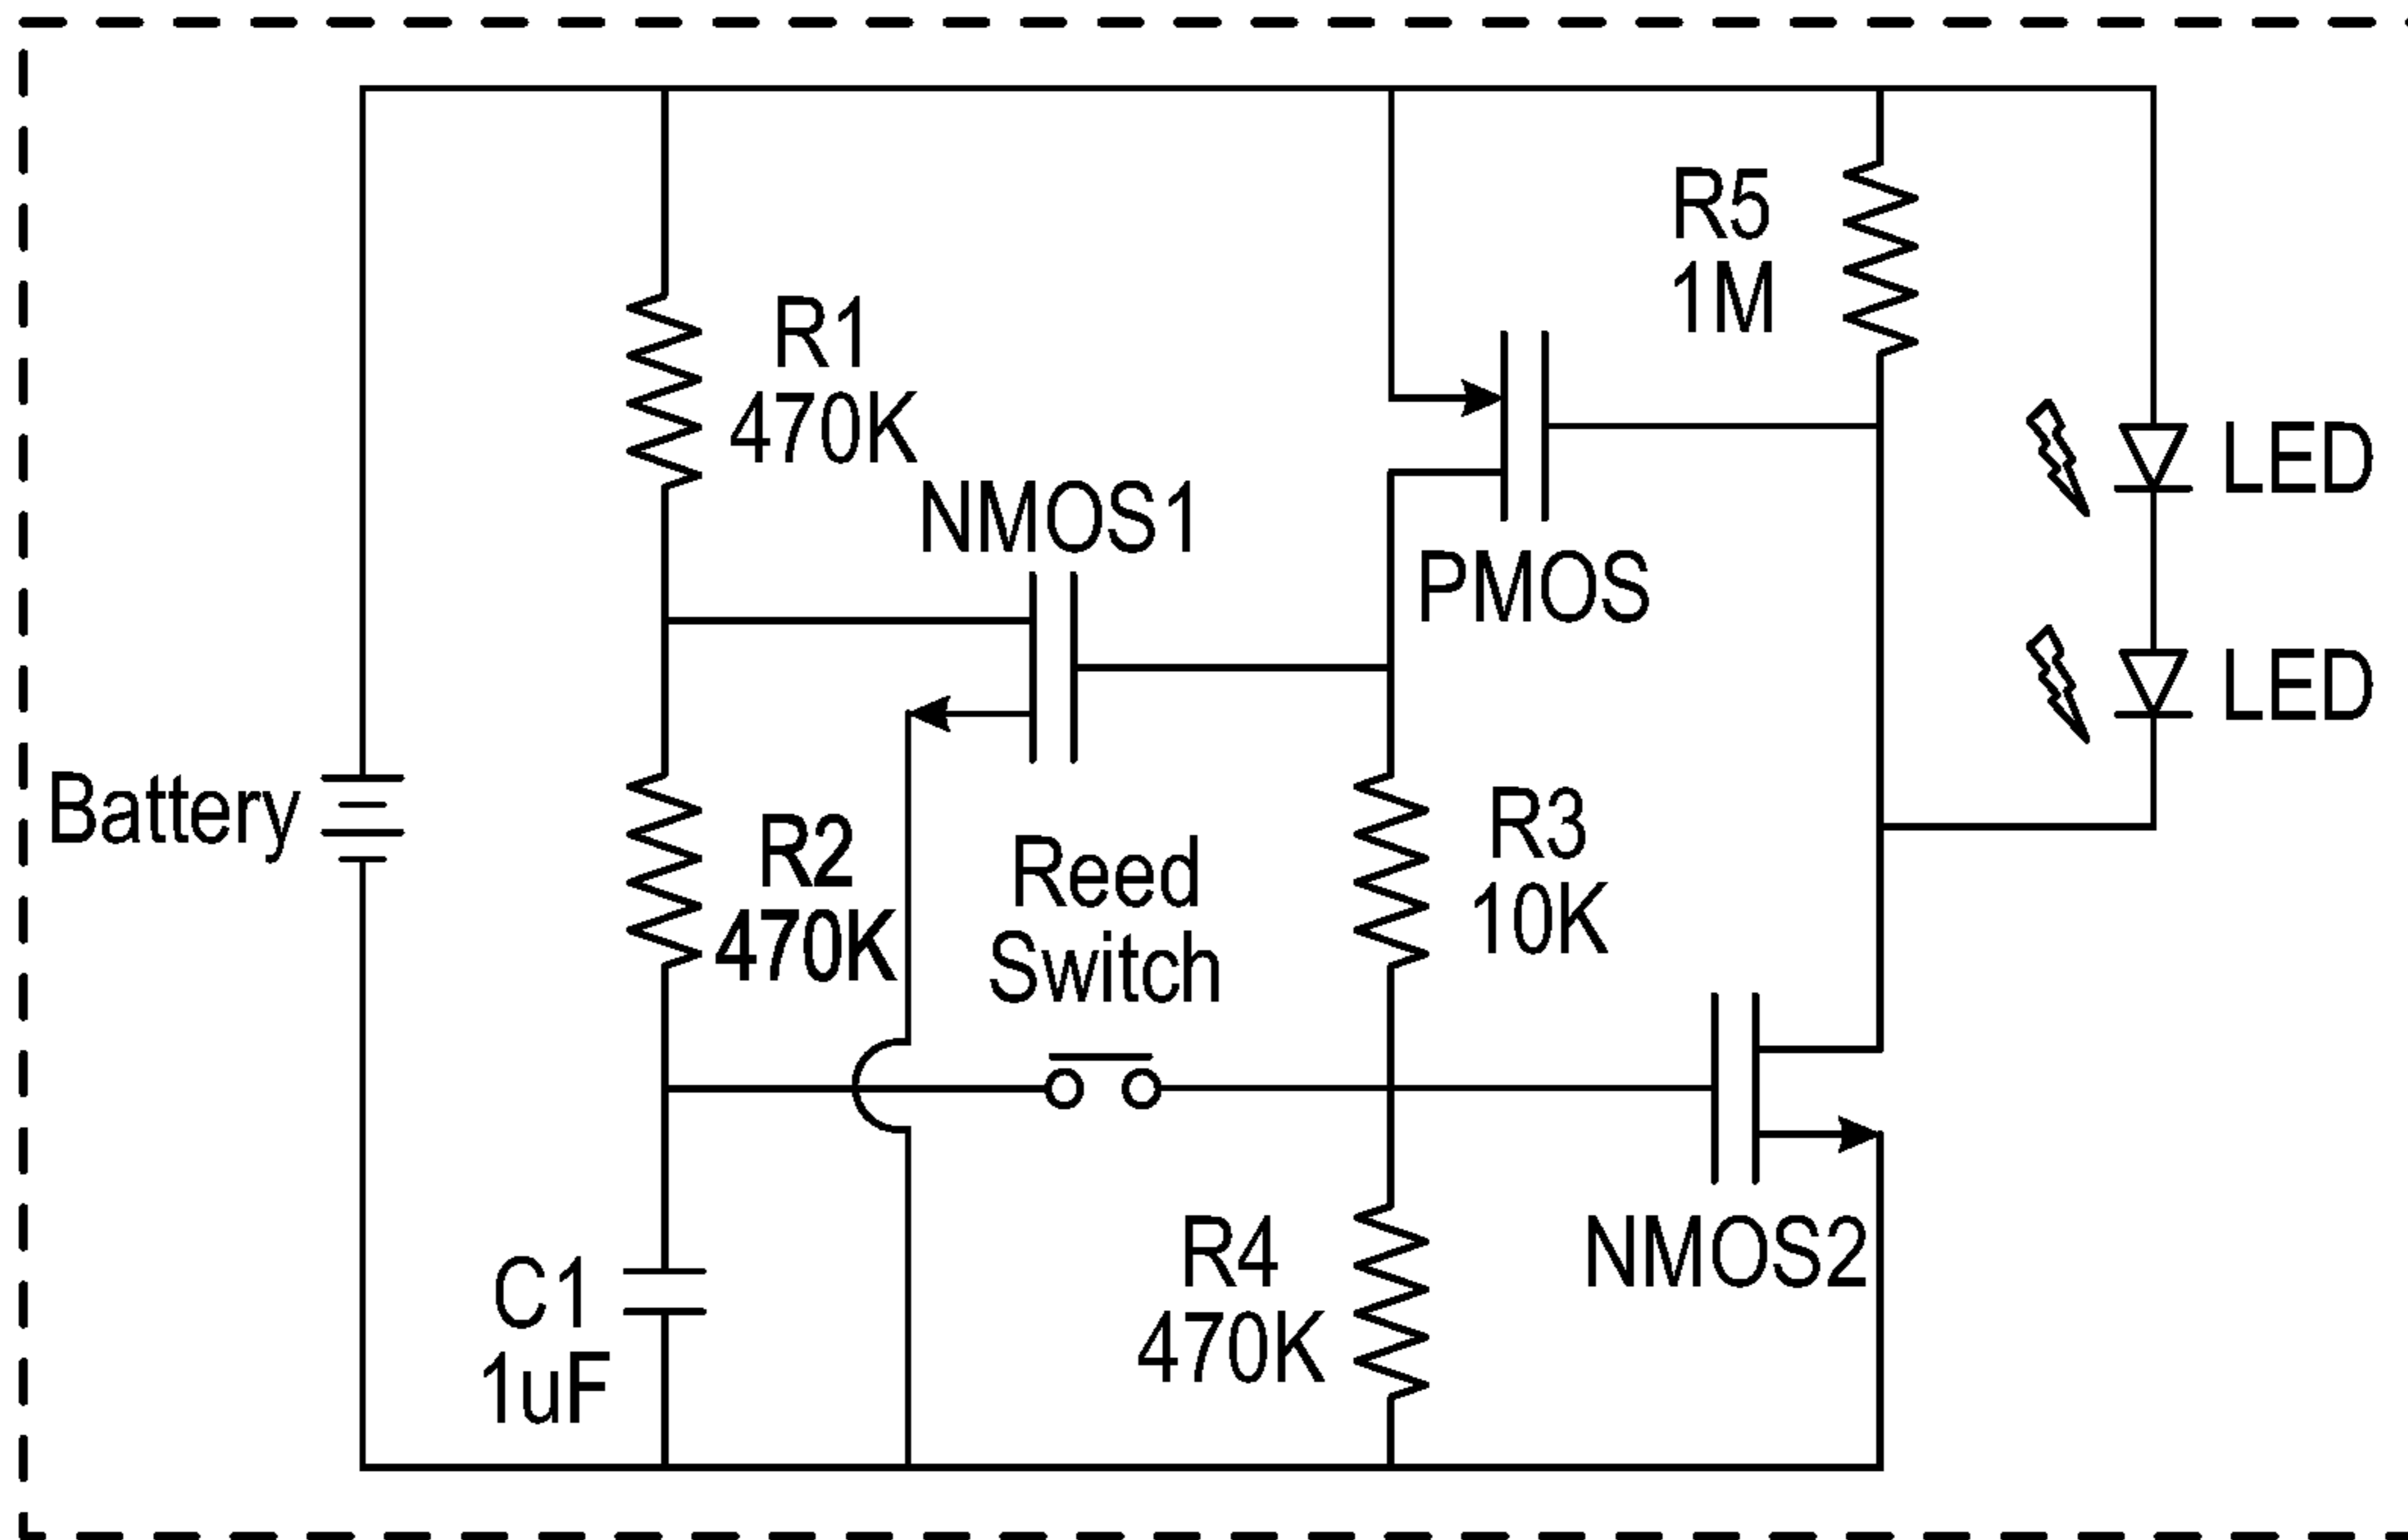 R5
1M
R1
470K
LED
NMOS1
PMOS
LED
Battery
R2
470K
Reed
Switch
R3
10K
C1
1uF
R4
470K
NMOS2